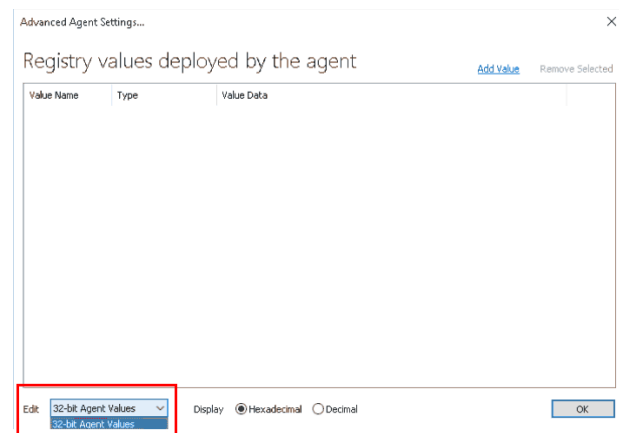 Advanced Agent Settings...
Registry values deployed by the agent
Add Value Remove Selected
Value Name Type Value Data
Edit 32-bit Agent Values Display Hexadecimal Decimal OK
32-bit Agent Values